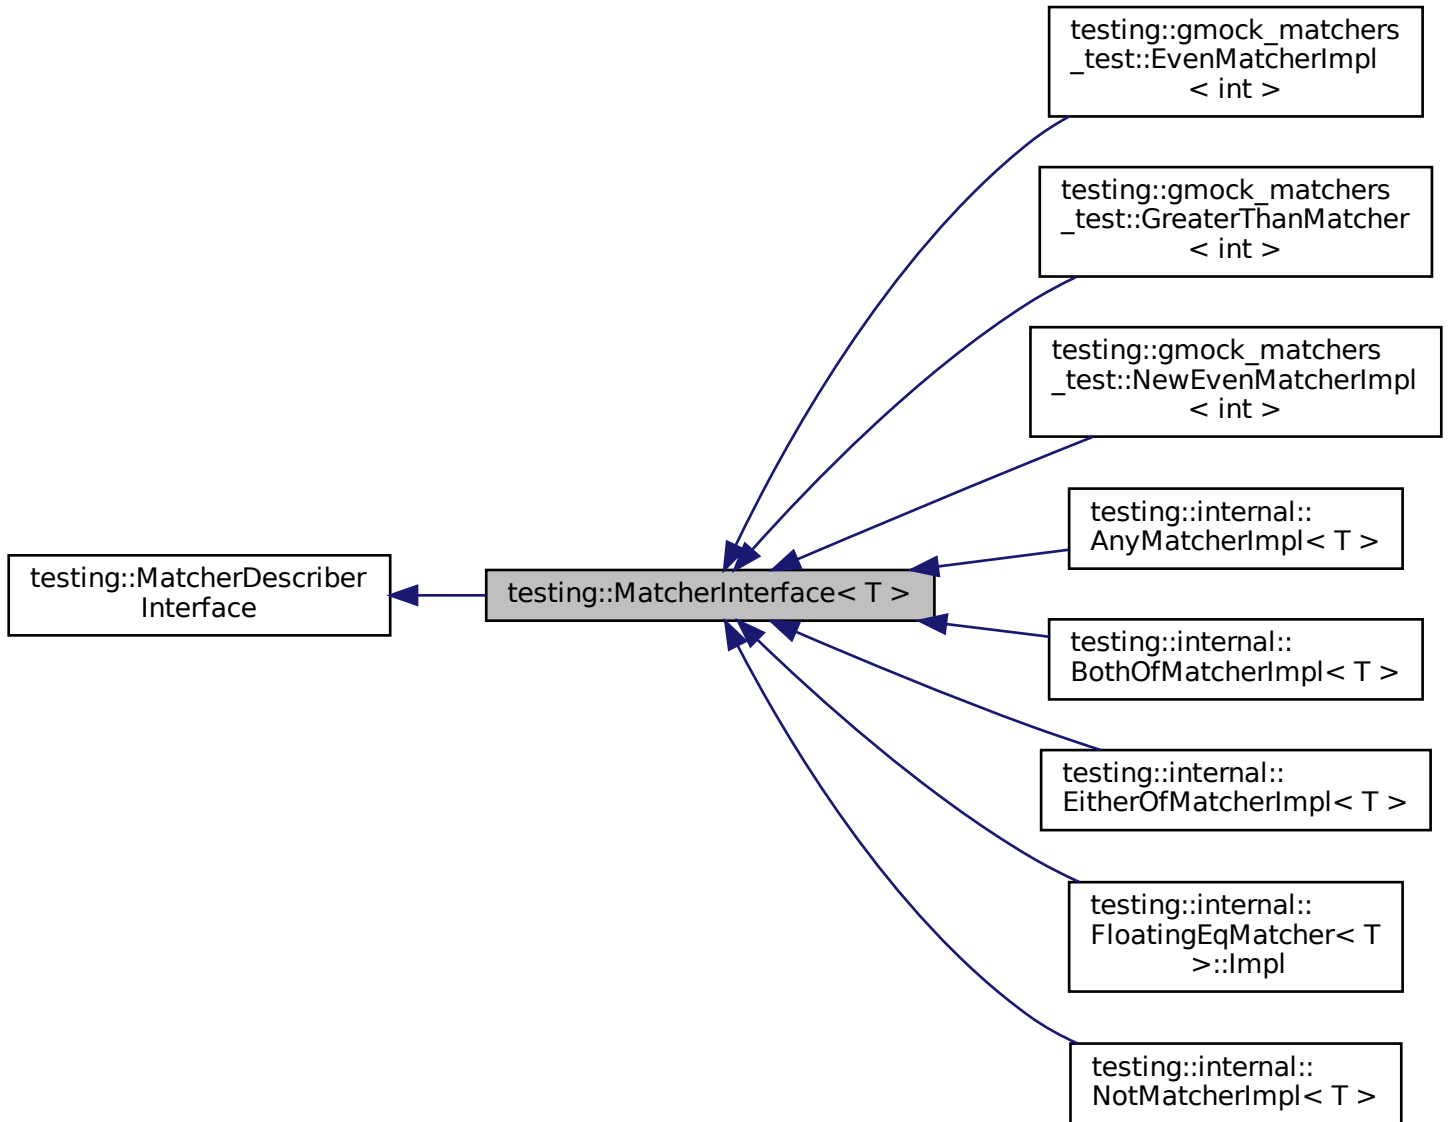 testing::gmock_matchers
_test::EvenMatcherImpl
< int >
testing::gmock_matchers
_test::GreaterThanMatcher
< int >
testing::gmock_matchers
_test::NewEvenMatcherImpl
< int >
testing::internal::
AnyMatcherImpl< T >
testing::MatcherDescriber
Interface
testing::MatcherInterface< T >
testing::internal::
BothOfMatcherImpl< T >
testing::internal::
EitherOfMatcherImpl< T >
testing::internal::
FloatingEqMatcher< T
>::Impl
testing::internal::
NotMatcherImpl< T >